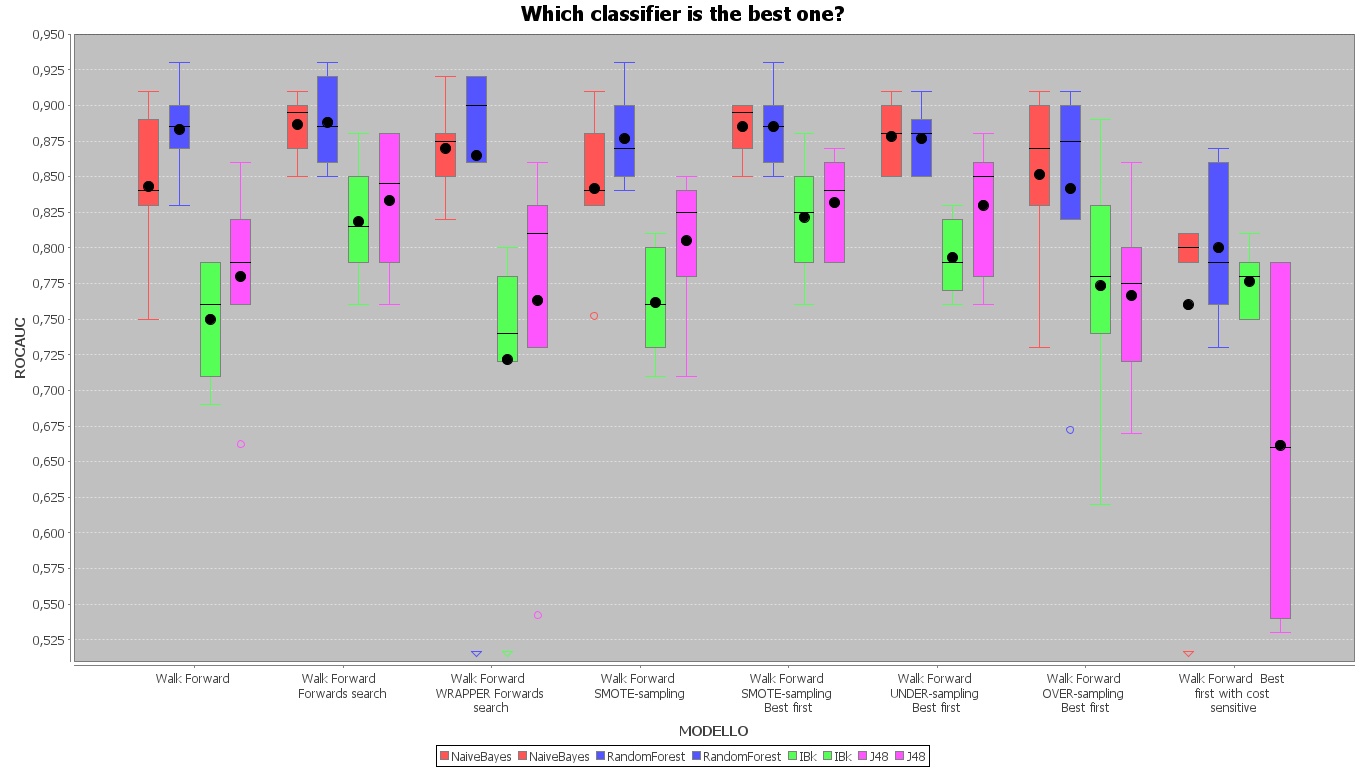 Which classifier is the best one?
0,950
0,925
0,900
0,875
0,850
0,825
0,800
0,775
0,750
0,725
0,700
0,675
0,650
0,625
0,600
0,575
0,550
0,525
ROCAUC
Walk Forward
Walk Forward
Forwards search
Walk Forward
WRAPPER Forwards
search
Walk Forward
SMOTE-sampling
Walk Forward
SMOTE-sampling
Best first
Walk Forward
UNDER-sampling
Best first
Walk Forward
OVER-sampling
Best first
Walk Forward Best
first with cost
sensitive
MODELLO
NaiveBayes NaiveBayes RandomForest RandomForest IBk IBk J48 J48